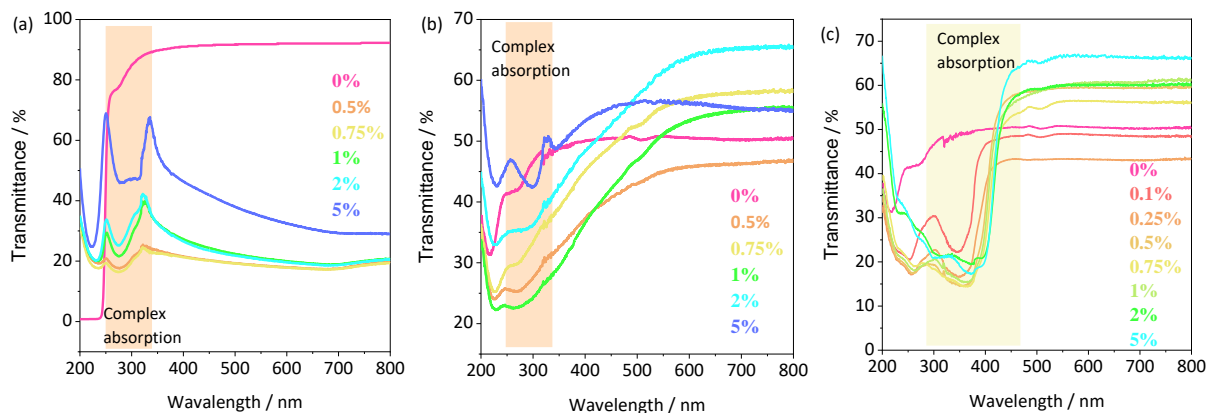 (a)
100
80
60
40
20
0
Transmittance / %
0%
0.5%
0.75%
1%
2%
5%
Complex
absorption
200 300 400 500 600 700 800
Wavalength / nm
(b)
70
60
50
40
30
20
Transmittance / %
Complex
absorption
0%
0.5%
0.75%
1%
2%
5%
200 300 400 500 600 700 800
Wavelength / nm
(c)
70
60
50
40
30
20
10
0
Transmittance / %
Complex
absorption
0%
0.1%
0.25%
0.5%
0.75%
1%
2%
5%
200 300 400 500 600 700 800
Wavelength / nm